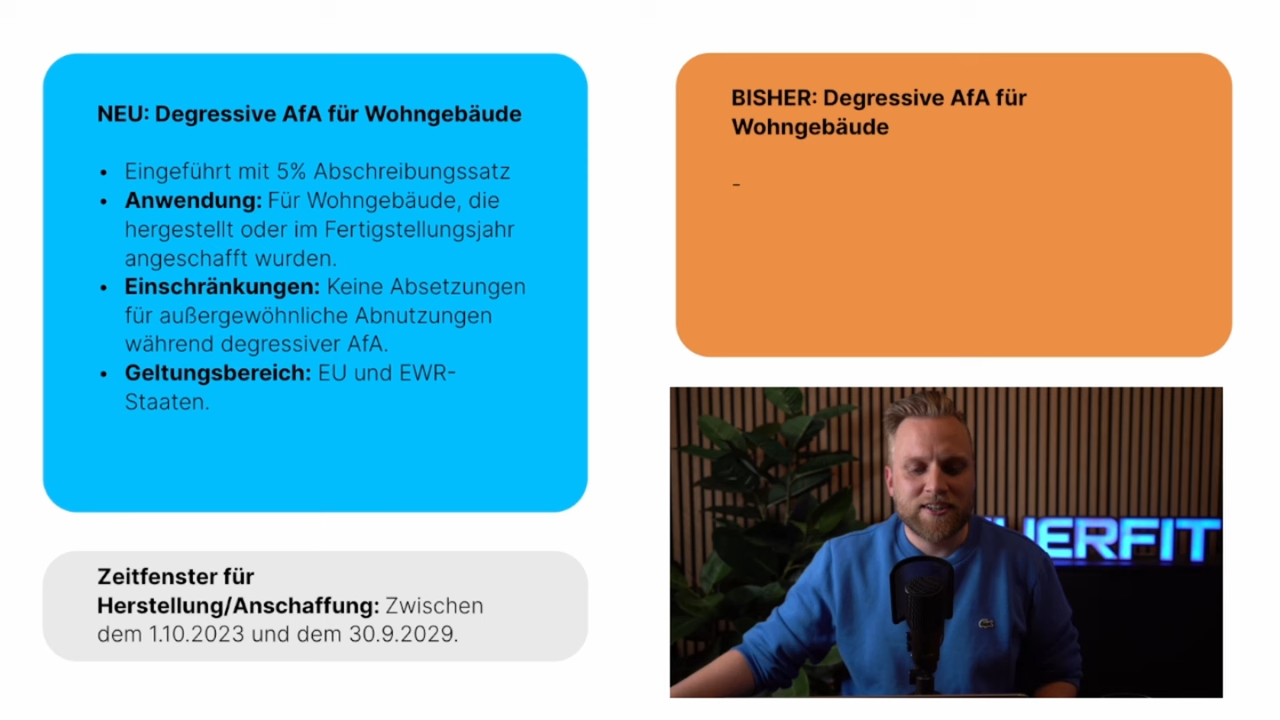 NEU: Degressive AfA für Wohngebäude
• Eingeführt mit 5% Abschreibungssatz
• Anwendung: Für Wohngebäude, die
hergestellt oder im Fertigstellungsjahr
angeschafft wurden.
• Einschränkungen: Keine Absetzungen
für außergewöhnliche Abnutzungen
während degressiver AfA.
• Geltungsbereich: EU und EWR-
Staaten.
Zeitfenster für
Herstellung/Anschaffung: Zwischen
dem 1.10.2023 und dem 30.9.2029.
BISHER: Degressive AfA für
Wohngebäude
-
UERFIT